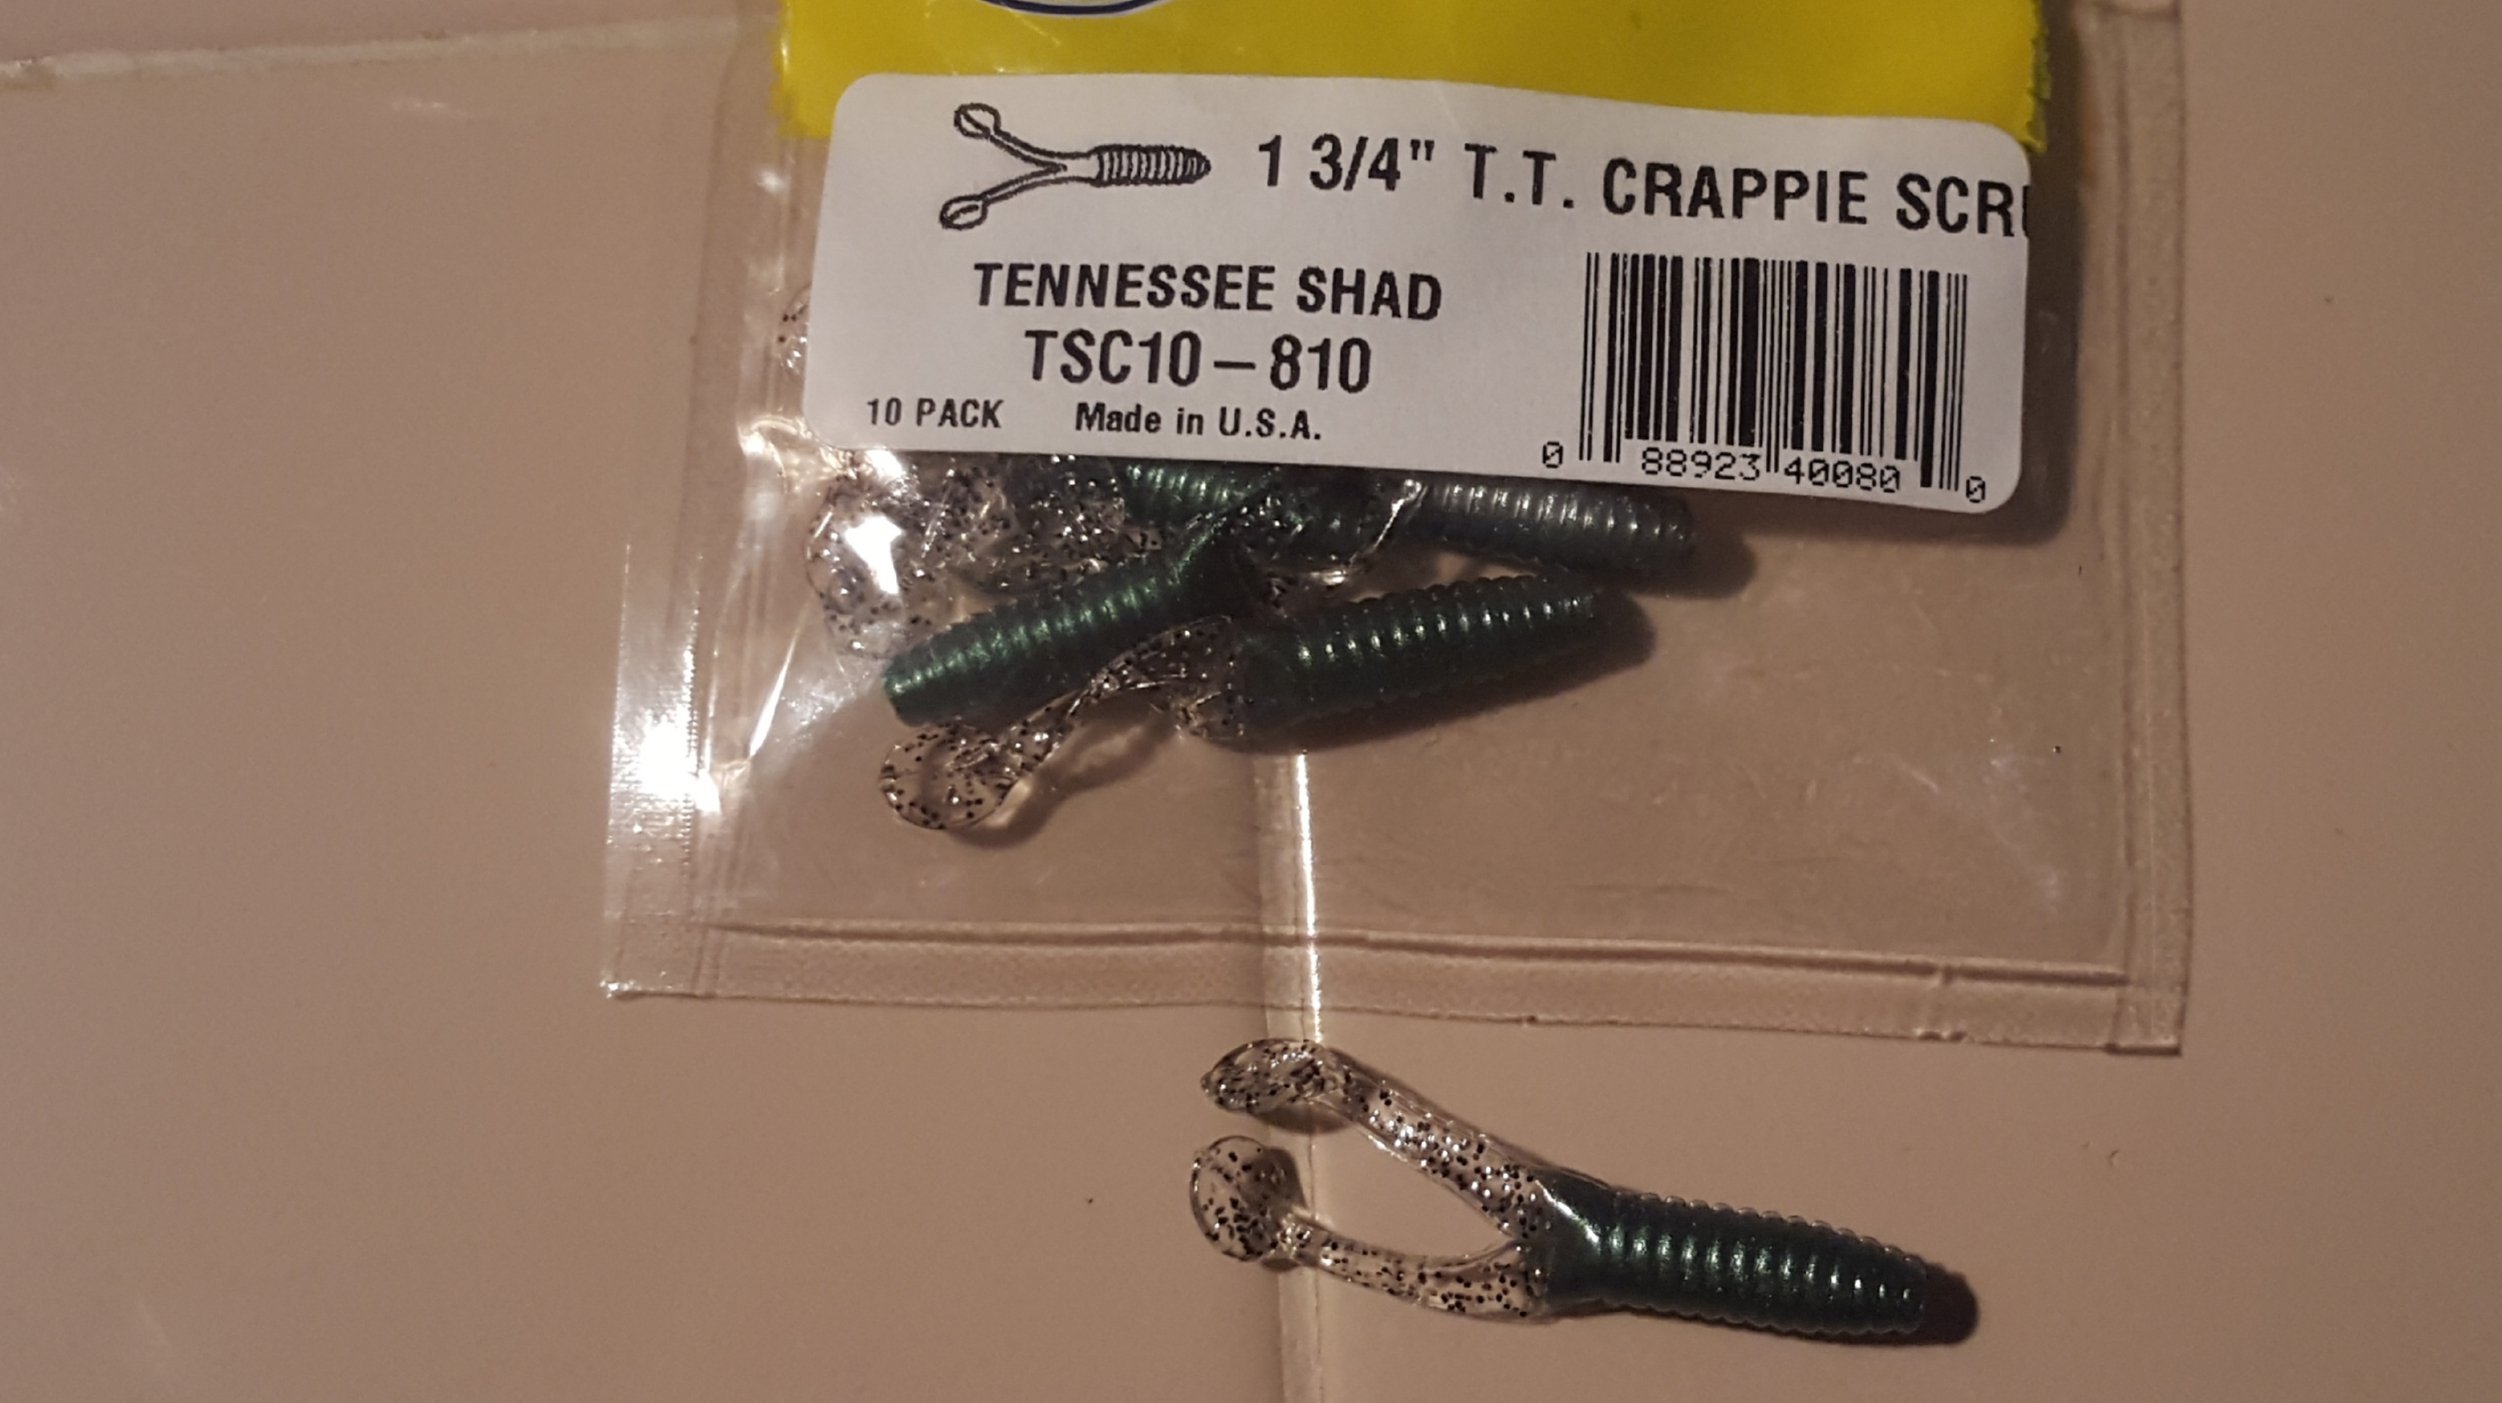 1 3/4" T.T. CRAPPIE SCR
TENNESSEE SHAD
TSC10-810
10 PACK Made in U.S.A.
0 88923 40080 0